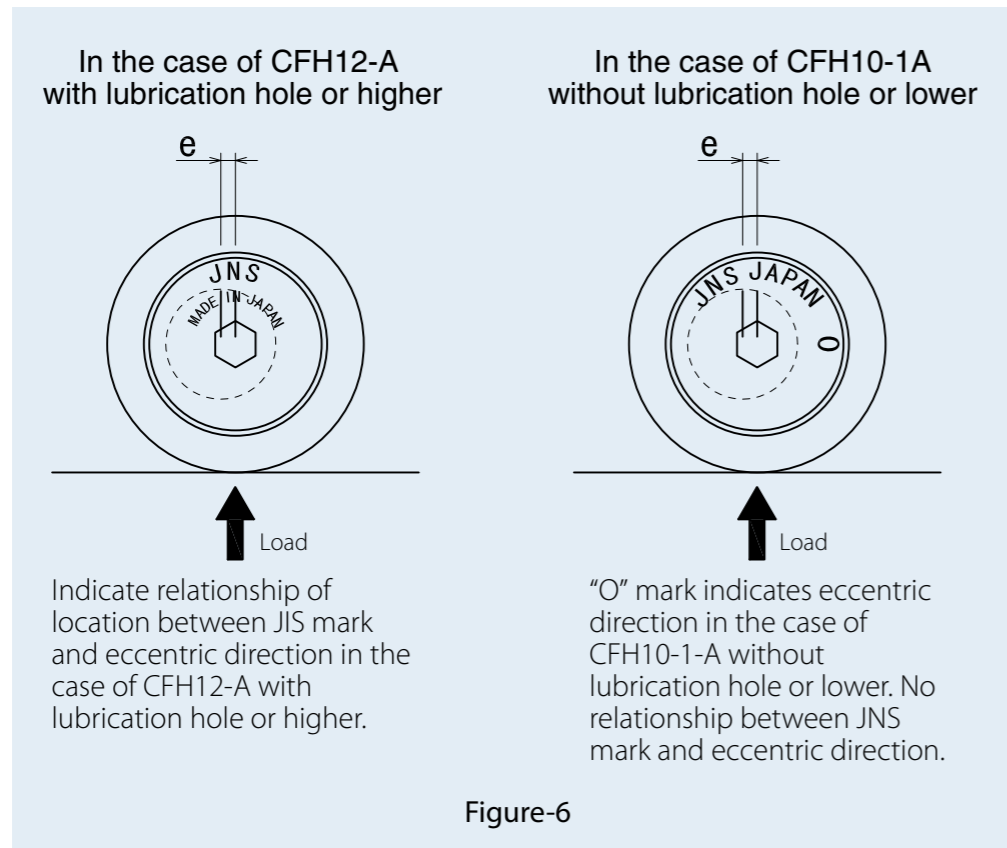 In the case of CFH12-A
with lubrication hole or higher
e
JNS
MADE IN JAPAN
Load
Indicate relationship of
location between JIS mark
and eccentric direction in the
case of CFH12-A with
lubrication hole or higher.
In the case of CFH10-1A
without lubrication hole or lower
e
JNS JAPAN
O
Load
“O” mark indicates eccentric
direction in the case of
CFH10-1-A without
lubrication hole or lower. No
relationship between JNS
mark and eccentric direction.
Figure-6